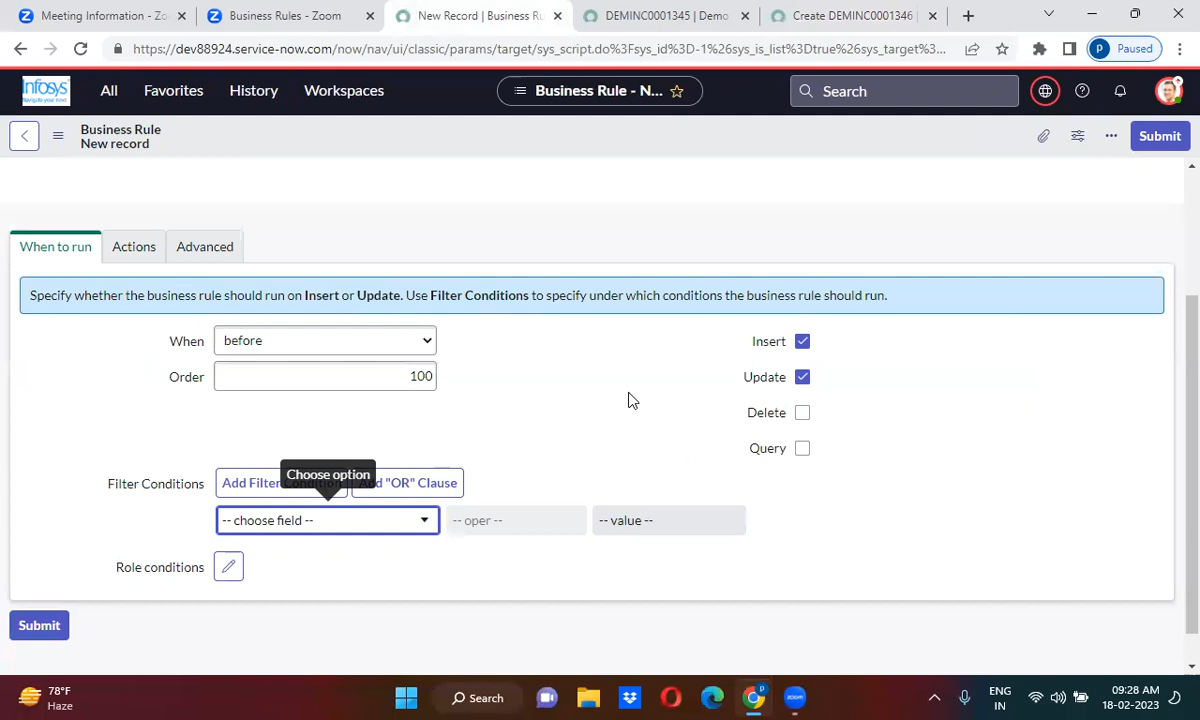 Meeting Information - Zo
Business Rules - Zoom
New Record | Business Ru
DEMINC0001345 | Demo
Create DEMINC0001346 |
https://dev88924.service-now.com/now/nav/ui/classic/params/target/sys_script.do%3Fsys_id%3D-1%26sys_is_list%3Dtrue%26sys_target%3...
P Paused
Infosys
Navigate your next
All
Favorites
History
Workspaces
Business Rule - N...
Search
Business Rule
New record
Submit
When to run
Actions
Advanced
Specify whether the business rule should run on Insert or Update. Use Filter Conditions to specify under which conditions the business rule should run.
When
before
Insert
Order
100
Update
Delete
Query
Choose option
Filter Conditions
Add Filter Condition
Add "OR" Clause
-- choose field --
-- oper --
-- value --
Role conditions
Submit
78°F
Haze
Search
P
zoom
ENG
IN
09:28 AM
18-02-2023